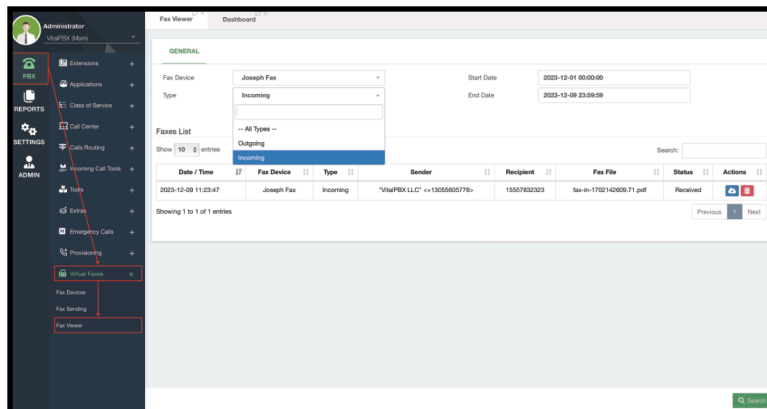 Administrator
VitalPBX (Main)
PBX
REPORTS
SETTINGS
ADMIN
Extensions +
Applications +
Class of Service +
Call Center +
Calls Routing +
Incoming Call Tools +
Tools +
Extras +
Emergency Calls +
Provisioning +
Virtual Faxes ×
Fax Devices
Fax Sending
Fax Viewer
Fax Viewer Dashboard
GENERAL
Fax Device Joseph Fax Start Date 2023-12-01 00:00:00
Type Incoming End Date 2023-12-09 23:59:59
-- All Types --
Outgoing
Incoming
Faxes List
Show 10 entries Search:
Date / Time Fax Device Type Sender Recipient Fax File Status Actions
2023-12-09 11:23:47 Joseph Fax Incoming "VitalPBX LLC" <+13055605776> 15557832323 fax-in-1702142609.71.pdf Received
Showing 1 to 1 of 1 entries Previous 1 Next
Search